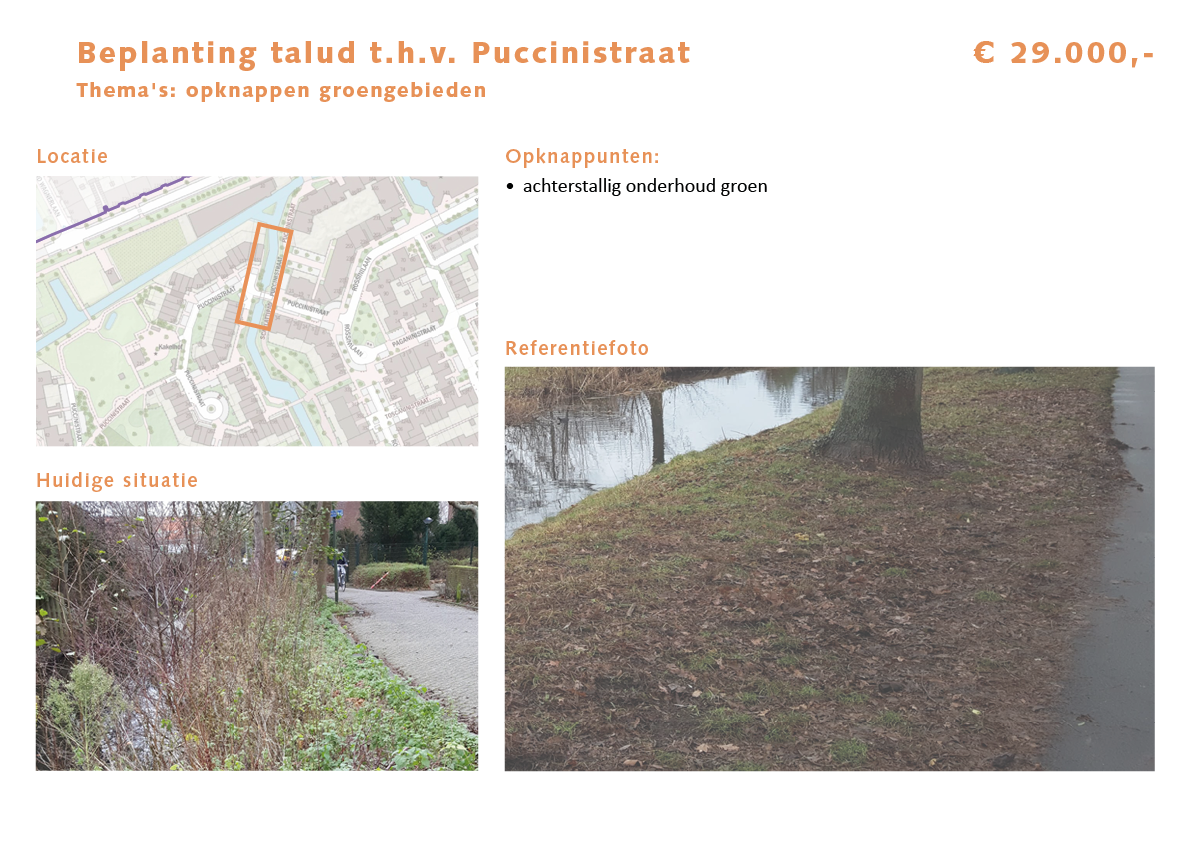 Beplanting talud t.h.v. Puccinistraat
€ 29.000,-
Thema's: opknappen groengebieden
Locatie
PUCCINISTRAAT
PUCCINISTRAAT
PUCCINISTRAAT
ROSSINILAAN
ROSSINILAAN
PAGANINISTRAAT
TOSCANINISTRAAT
PUCCINISTRAAT
Opknappunten:
• achterstallig onderhoud groen
Huidige situatie
Referentiefoto